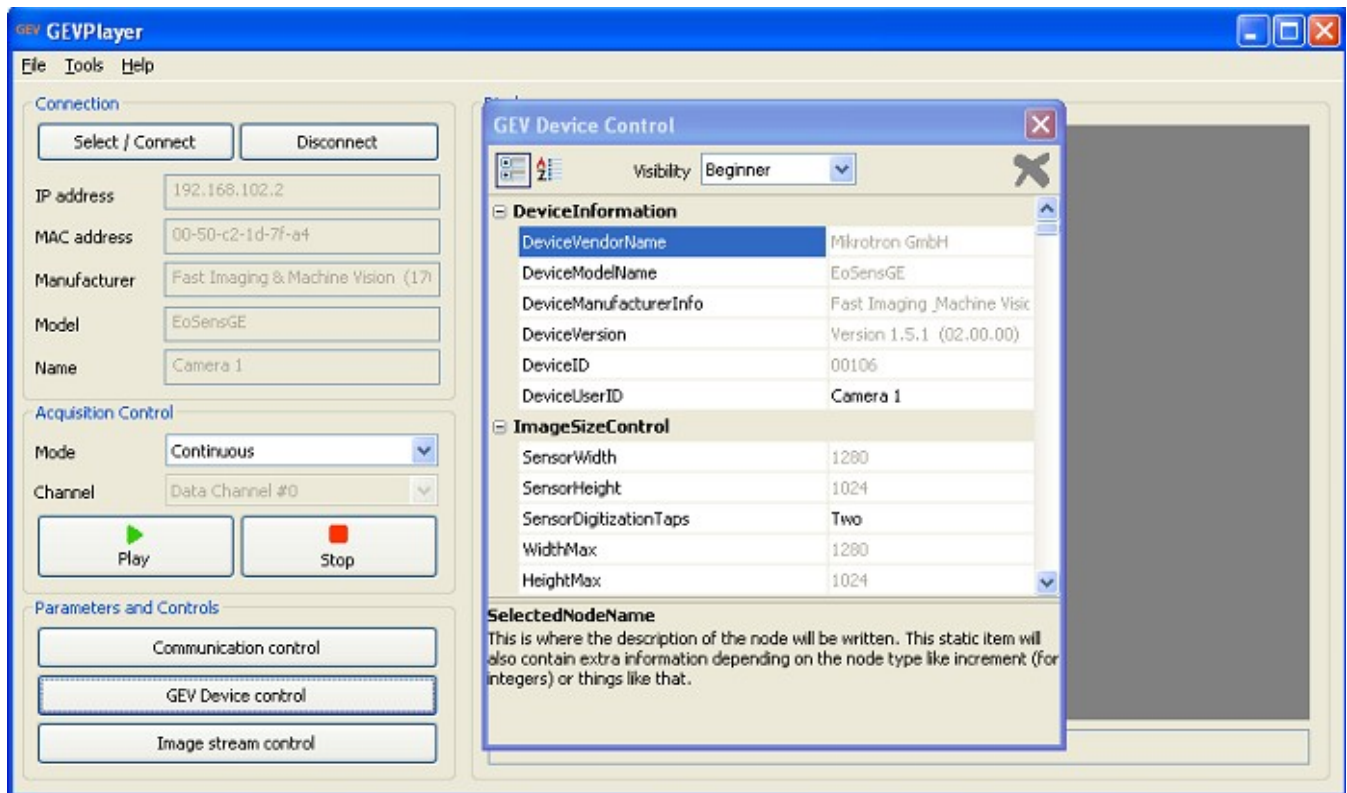 GEV GEVPlayer
File Tools Help
Connection
Select / Connect Disconnect
IP address 192.168.102.2
MAC address 00-50-c2-1d-7f-a4
Manufacturer Fast Imaging & Machine Vision (17
Model EoSensGE
Name Camera 1
Acquisition Control
Mode Continuous
Channel Data Channel #0
Play Stop
Parameters and Controls
Communication control
GEV Device control
Image stream control
GEV Device Control
Visibility Beginner
DeviceInformation
DeviceVendorName Mikrotron GmbH
DeviceModelName EoSensGE
DeviceManufacturerInfo Fast Imaging _Machine Visic
DeviceVersion Version 1.5.1 (02.00.00)
DeviceID 00106
DeviceUserID Camera 1
ImageSizeControl
SensorWidth 1280
SensorHeight 1024
SensorDigitizationTaps Two
WidthMax 1280
HeightMax 1024
SelectedNodeName
This is where the description of the node will be written. This static item will
also contain extra information depending on the node type like increment (for
integers) or things like that.